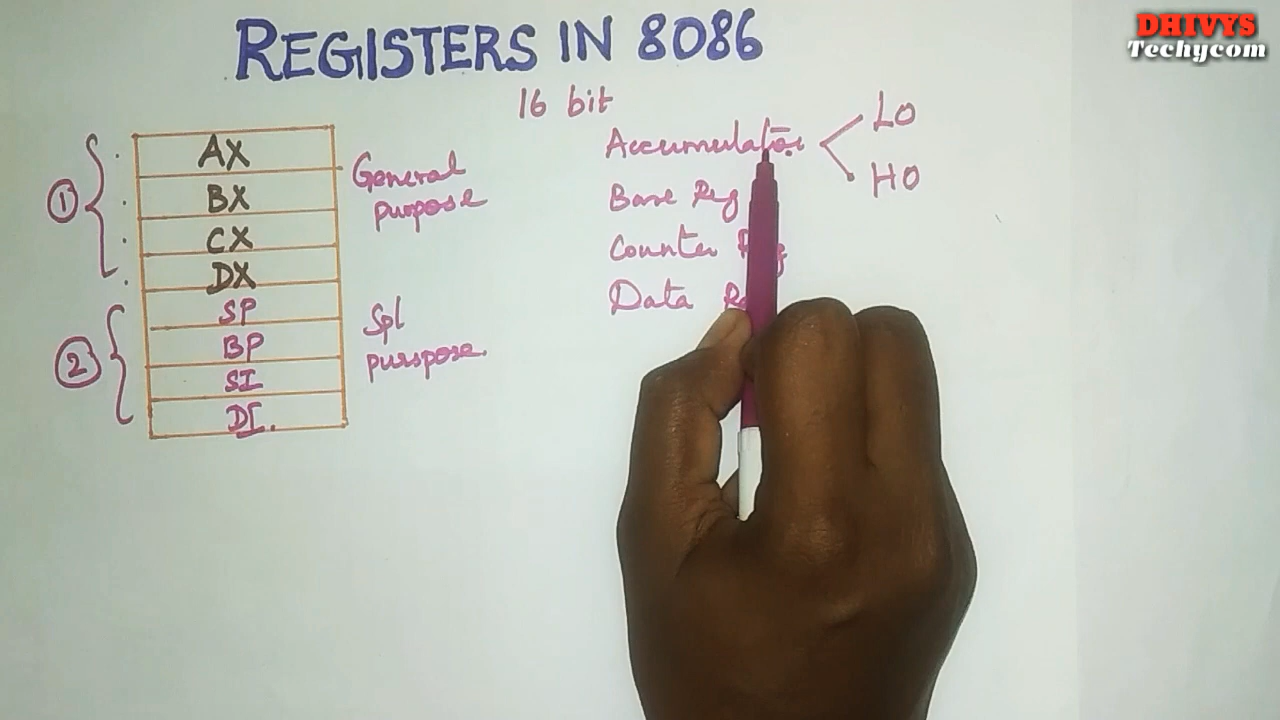 REGISTERS IN 8086
DHIVYS
Techycom
16 bit
① AX
BX
CX
DX
General
purpose
② SP
BP
SI
DI.
Spl
purspose.
Accumulator
LO
HO
Base Reg
Counter
Data